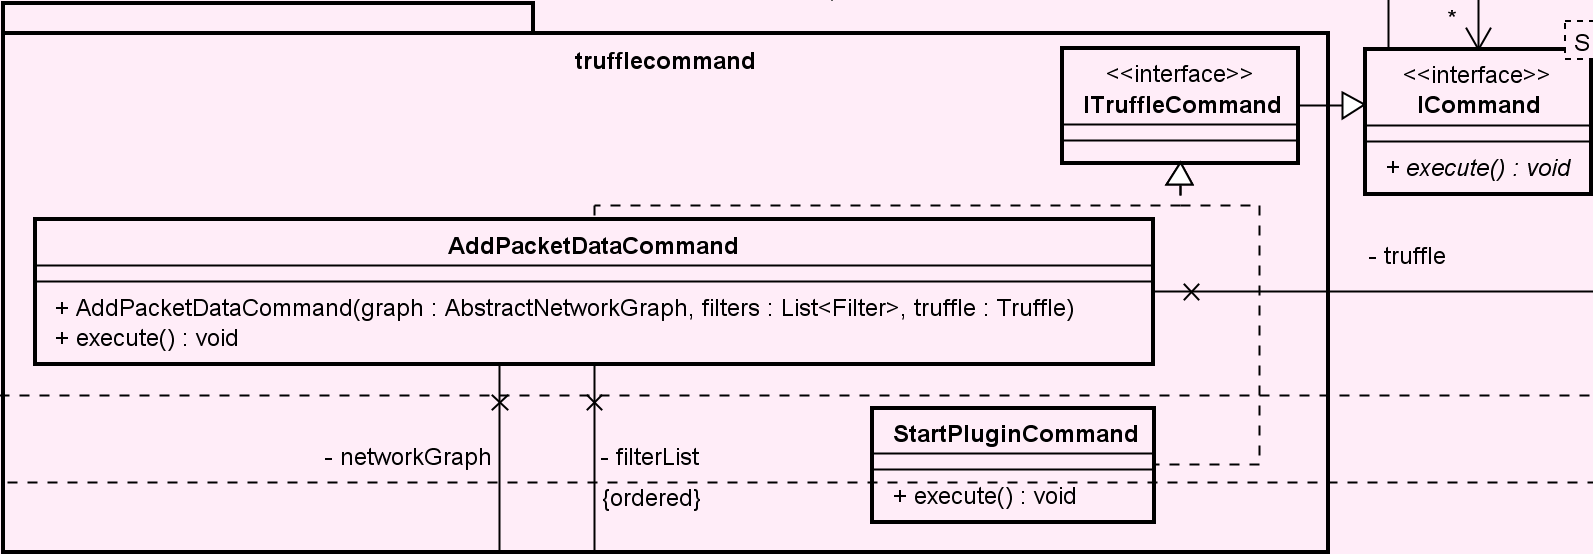 trufflecommand
<<interface>>
ITruffleCommand
*
S
<<interface>>
ICommand
+ execute() : void
AddPacketDataCommand
+ AddPacketDataCommand(graph : AbstractNetworkGraph, filters : List<Filter>, truffle : Truffle)
+ execute() : void
- truffle
- networkGraph
- filterList
{ordered}
StartPluginCommand
+ execute() : void